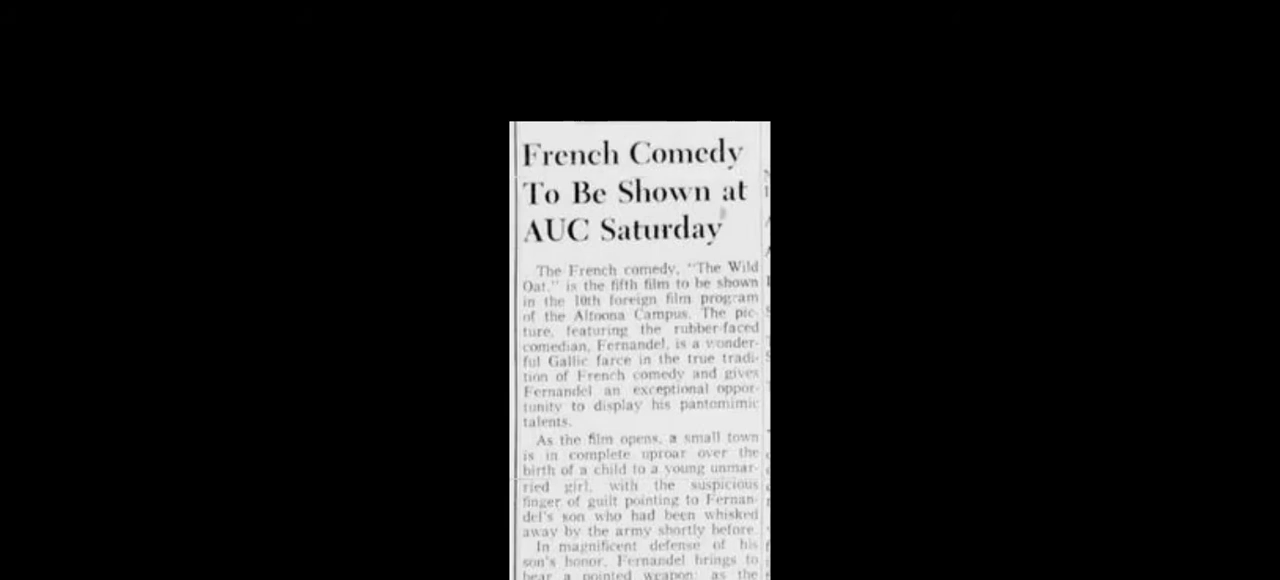 French Comedy
To Be Shown at
AUC Saturday
The French comedy, "The Wild
Oat," is the fifth film to be shown
in the 10th foreign film program
of the Altoona Campus. The pic-
ture, featuring the rubber-faced
comedian, Fernandel, is a wonder-
ful Gallic farce in the true tradi-
tion of French comedy and gives
Fernandel an exceptional oppor-
tunity to display his pantomimic
talents.
As the film opens, a small town
is in complete uproar over the
birth of a child to a young unmar-
ried girl, with the suspicious
finger of guilt pointing to Fernan-
del's son who had been whisked
away by the army shortly before.
In magnificent defense of his
son's honor, Fernandel brings to
bear a pointed weapon: as the